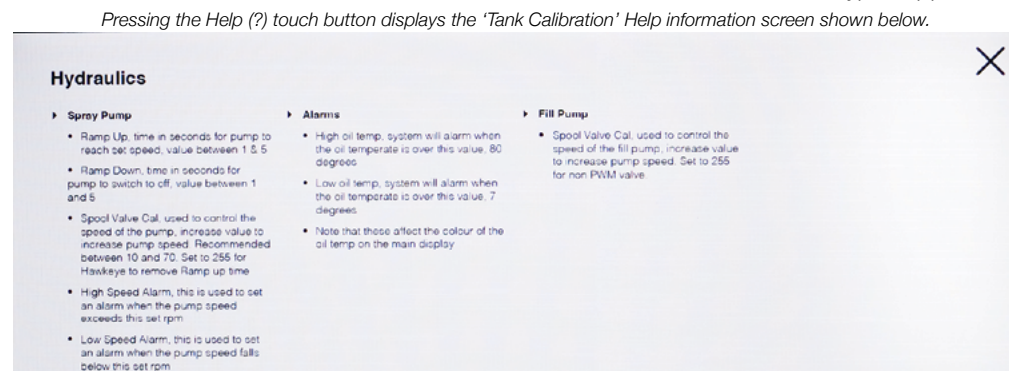 Pressing the Help (?) touch button displays the 'Tank Calibration' Help information screen shown below.
Hydraulics
Spray Pump
• Ramp Up, time in seconds for pump to
reach set speed, value between 1 & 5
• Ramp Down, time in seconds for
pump to switch to off, value between 1
and 5
• Spool Valve Cal, used to control the
speed of the pump, increase value to
increase pump speed. Recommended
between 10 and 70. Set to 255 for
Hawkeye to remove Ramp up time
• High Speed Alarm, this is used to set
an alarm when the pump speed
exceeds this set rpm
• Low Speed Alarm, this is used to set
an alarm when the pump speed falls
below this set rpm
Alarms
• High oil temp, system will alarm when
the oil temperate is over this value, 80
degrees
• Low oil temp, system will alarm when
the oil temperate is over this value, 7
degrees
• Note that these affect the colour of the
oil temp on the main display
Fill Pump
• Spool Valve Cal, used to control the
speed of the fill pump, increase value
to increase pump speed. Set to 255
for non PWM valve.